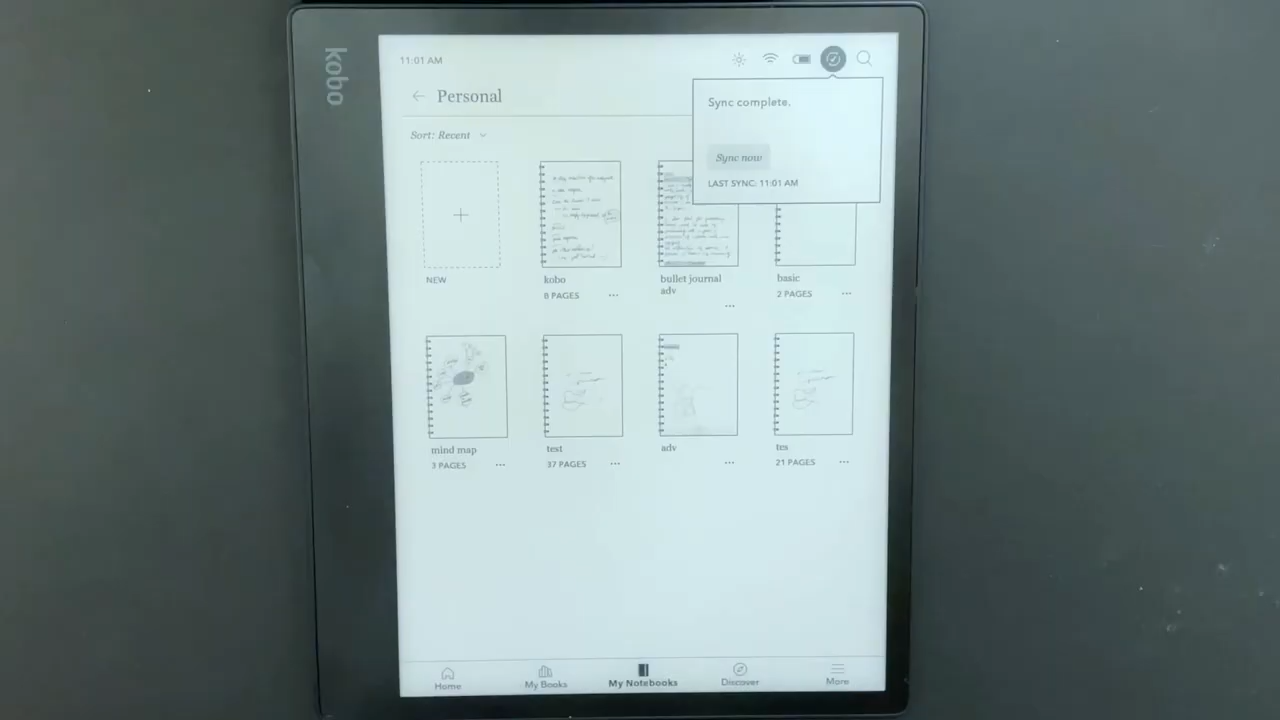 kobo
11:01 AM
Personal
Sync complete.
Sort: Recent
Sync now
LAST SYNC: 11:01 AM
NEW
kobo
8 PAGES
bullet journal
adv
basic
2 PAGES
mind map
3 PAGES
test
37 PAGES
adv
tes
21 PAGES
Home
My Books
My Notebooks
Discover
More